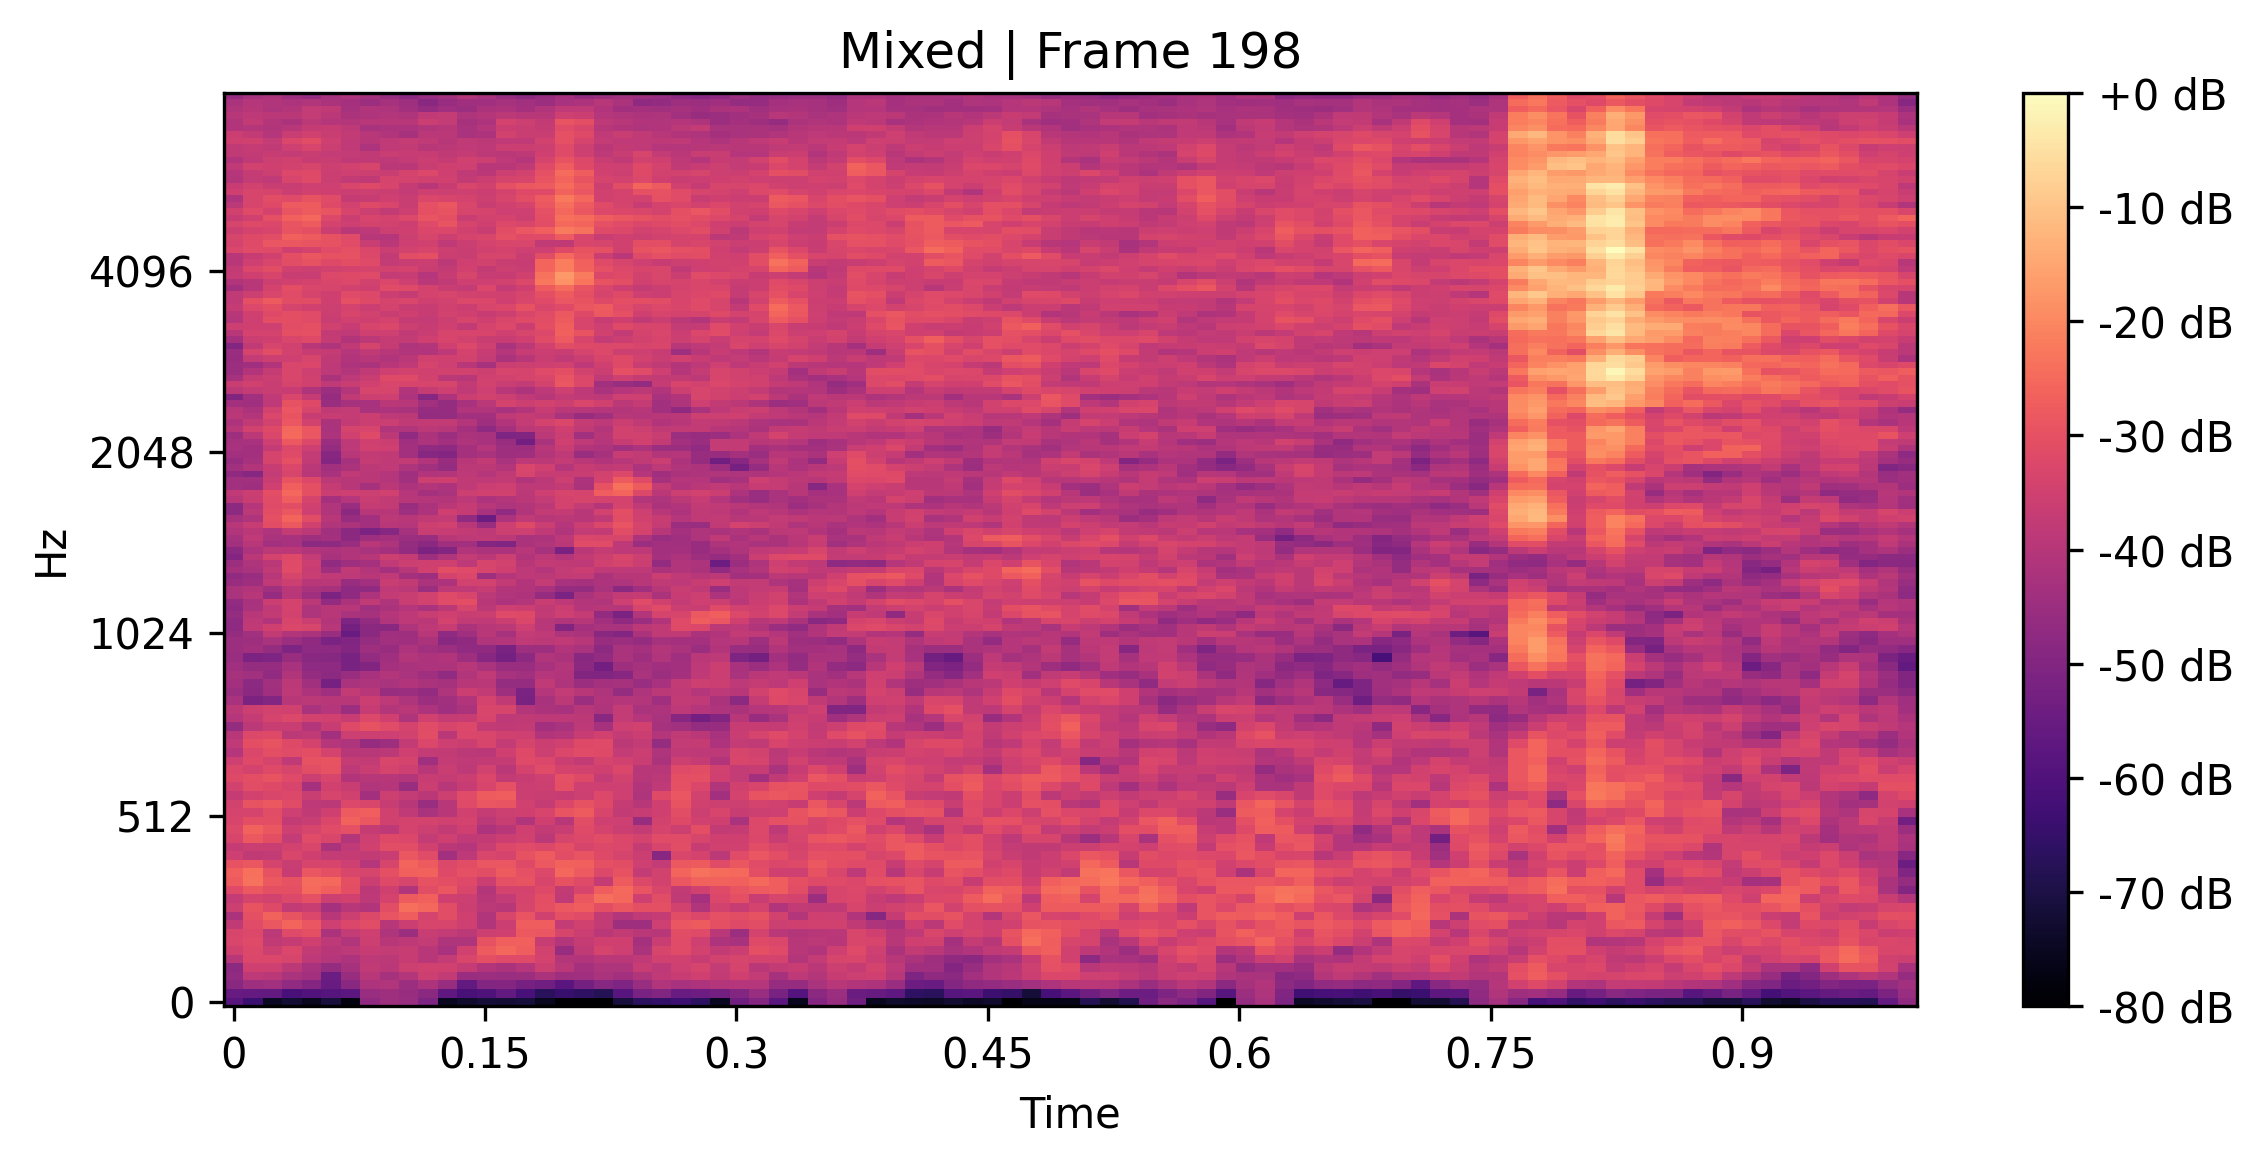 Mixed | Frame 198
+0 dB
-10 dB
-20 dB
-30 dB
-40 dB
-50 dB
-60 dB
-70 dB
-80 dB
Hz
4096
2048
1024
512
0
0 0.15 0.3 0.45 0.6 0.75 0.9
Time